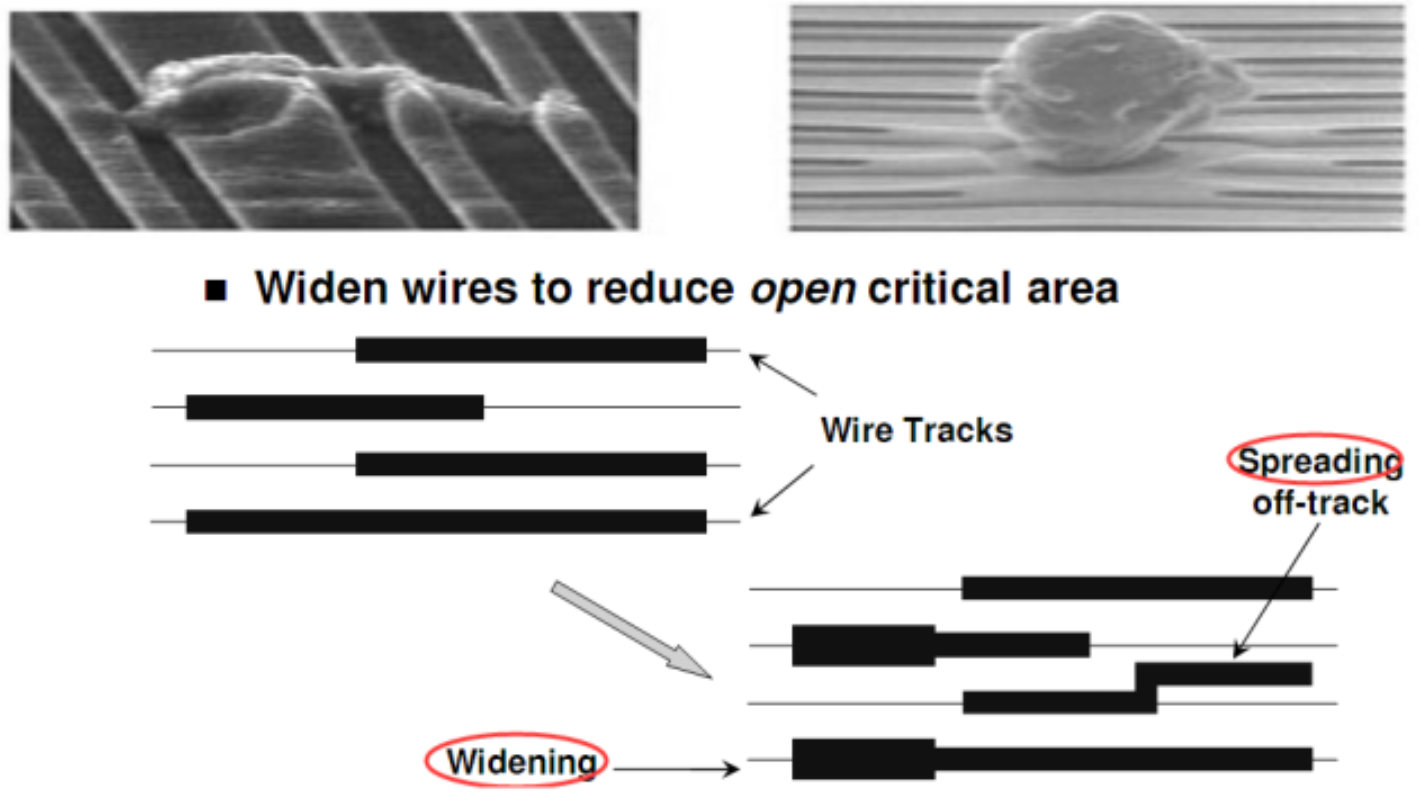 ■ Widen wires to reduce open critical area
Wire Tracks
Spreading
off-track
Widening